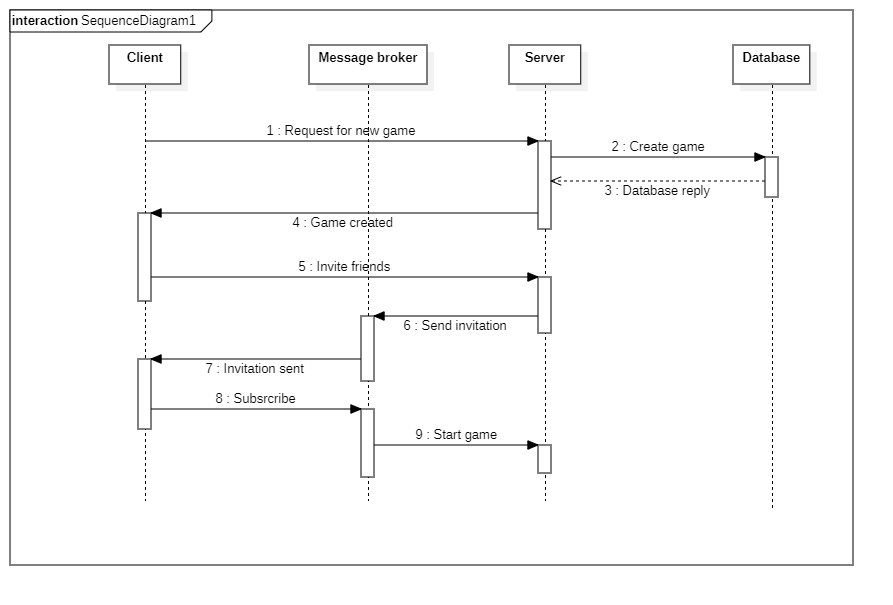 interaction SequenceDiagram1
Client
Message broker
Server
Database
1 : Request for new game
2 : Create game
3 : Database reply
4 : Game created
5 : Invite friends
6 : Send invitation
7 : Invitation sent
8 : Subsrcribe
9 : Start game